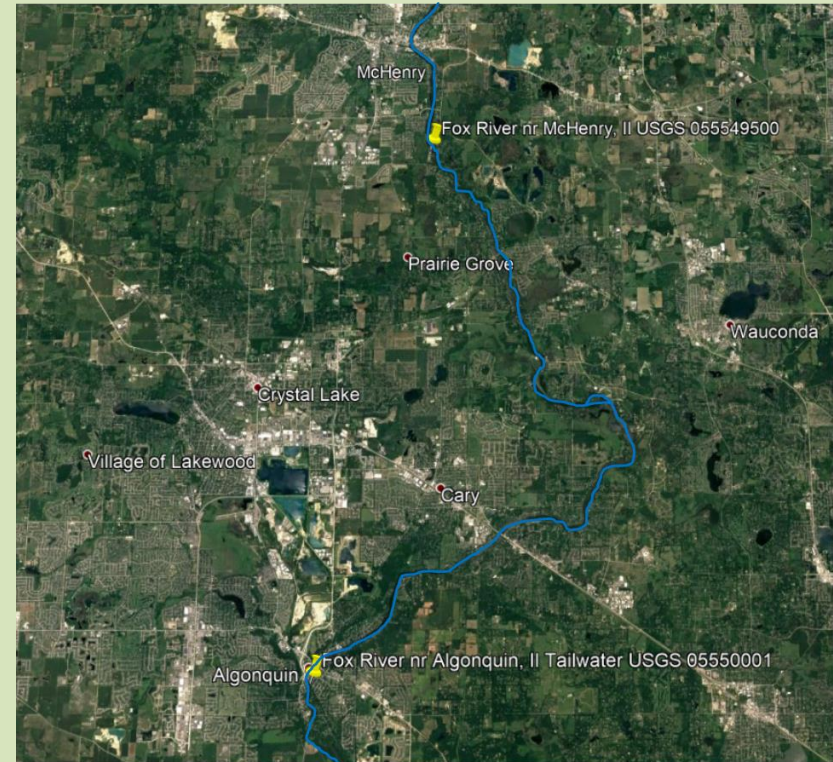 McHenry
Fox River nr McHenry, Il USGS 055549500
Prairie Grove
Wauconda
Crystal Lake
Village of Lakewood
Cary
Fox River nr Algonquin, Il Tailwater USGS 05550001
Algonquin